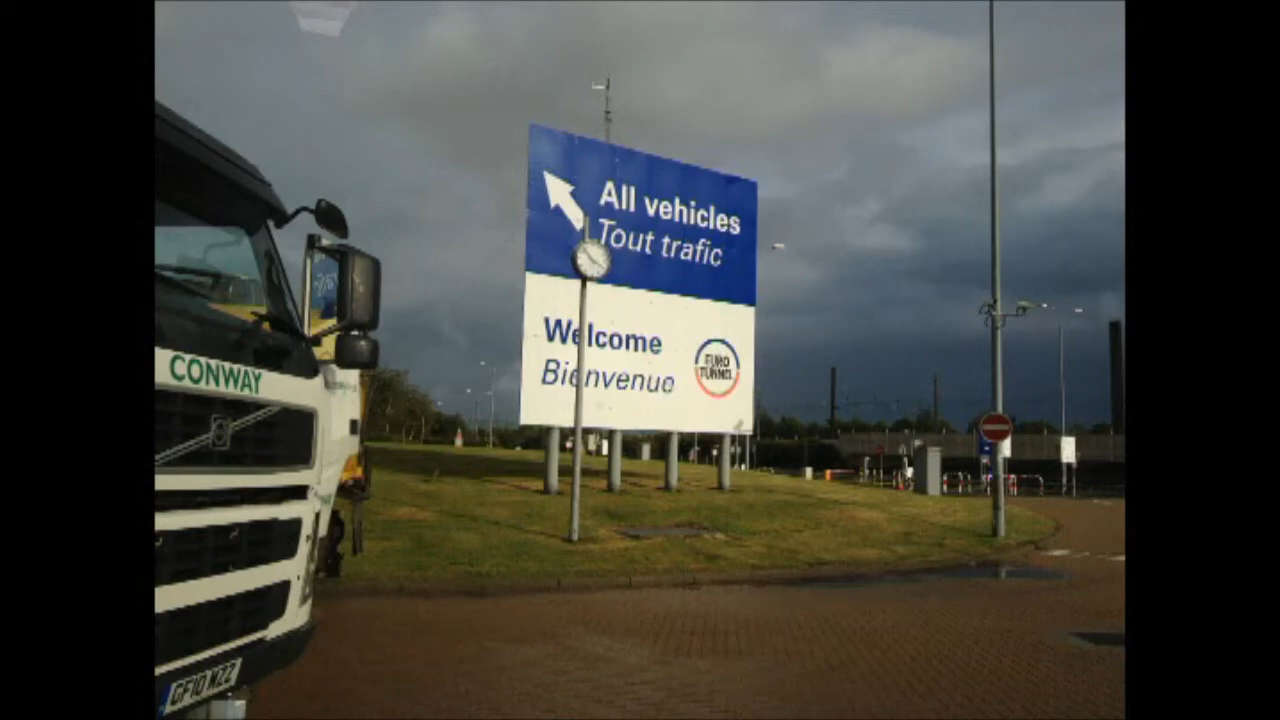 All vehicles
Tout trafic
Welcome
Bienvenue
EURO
TUNNEL
CONWAY
GF10 MZZ